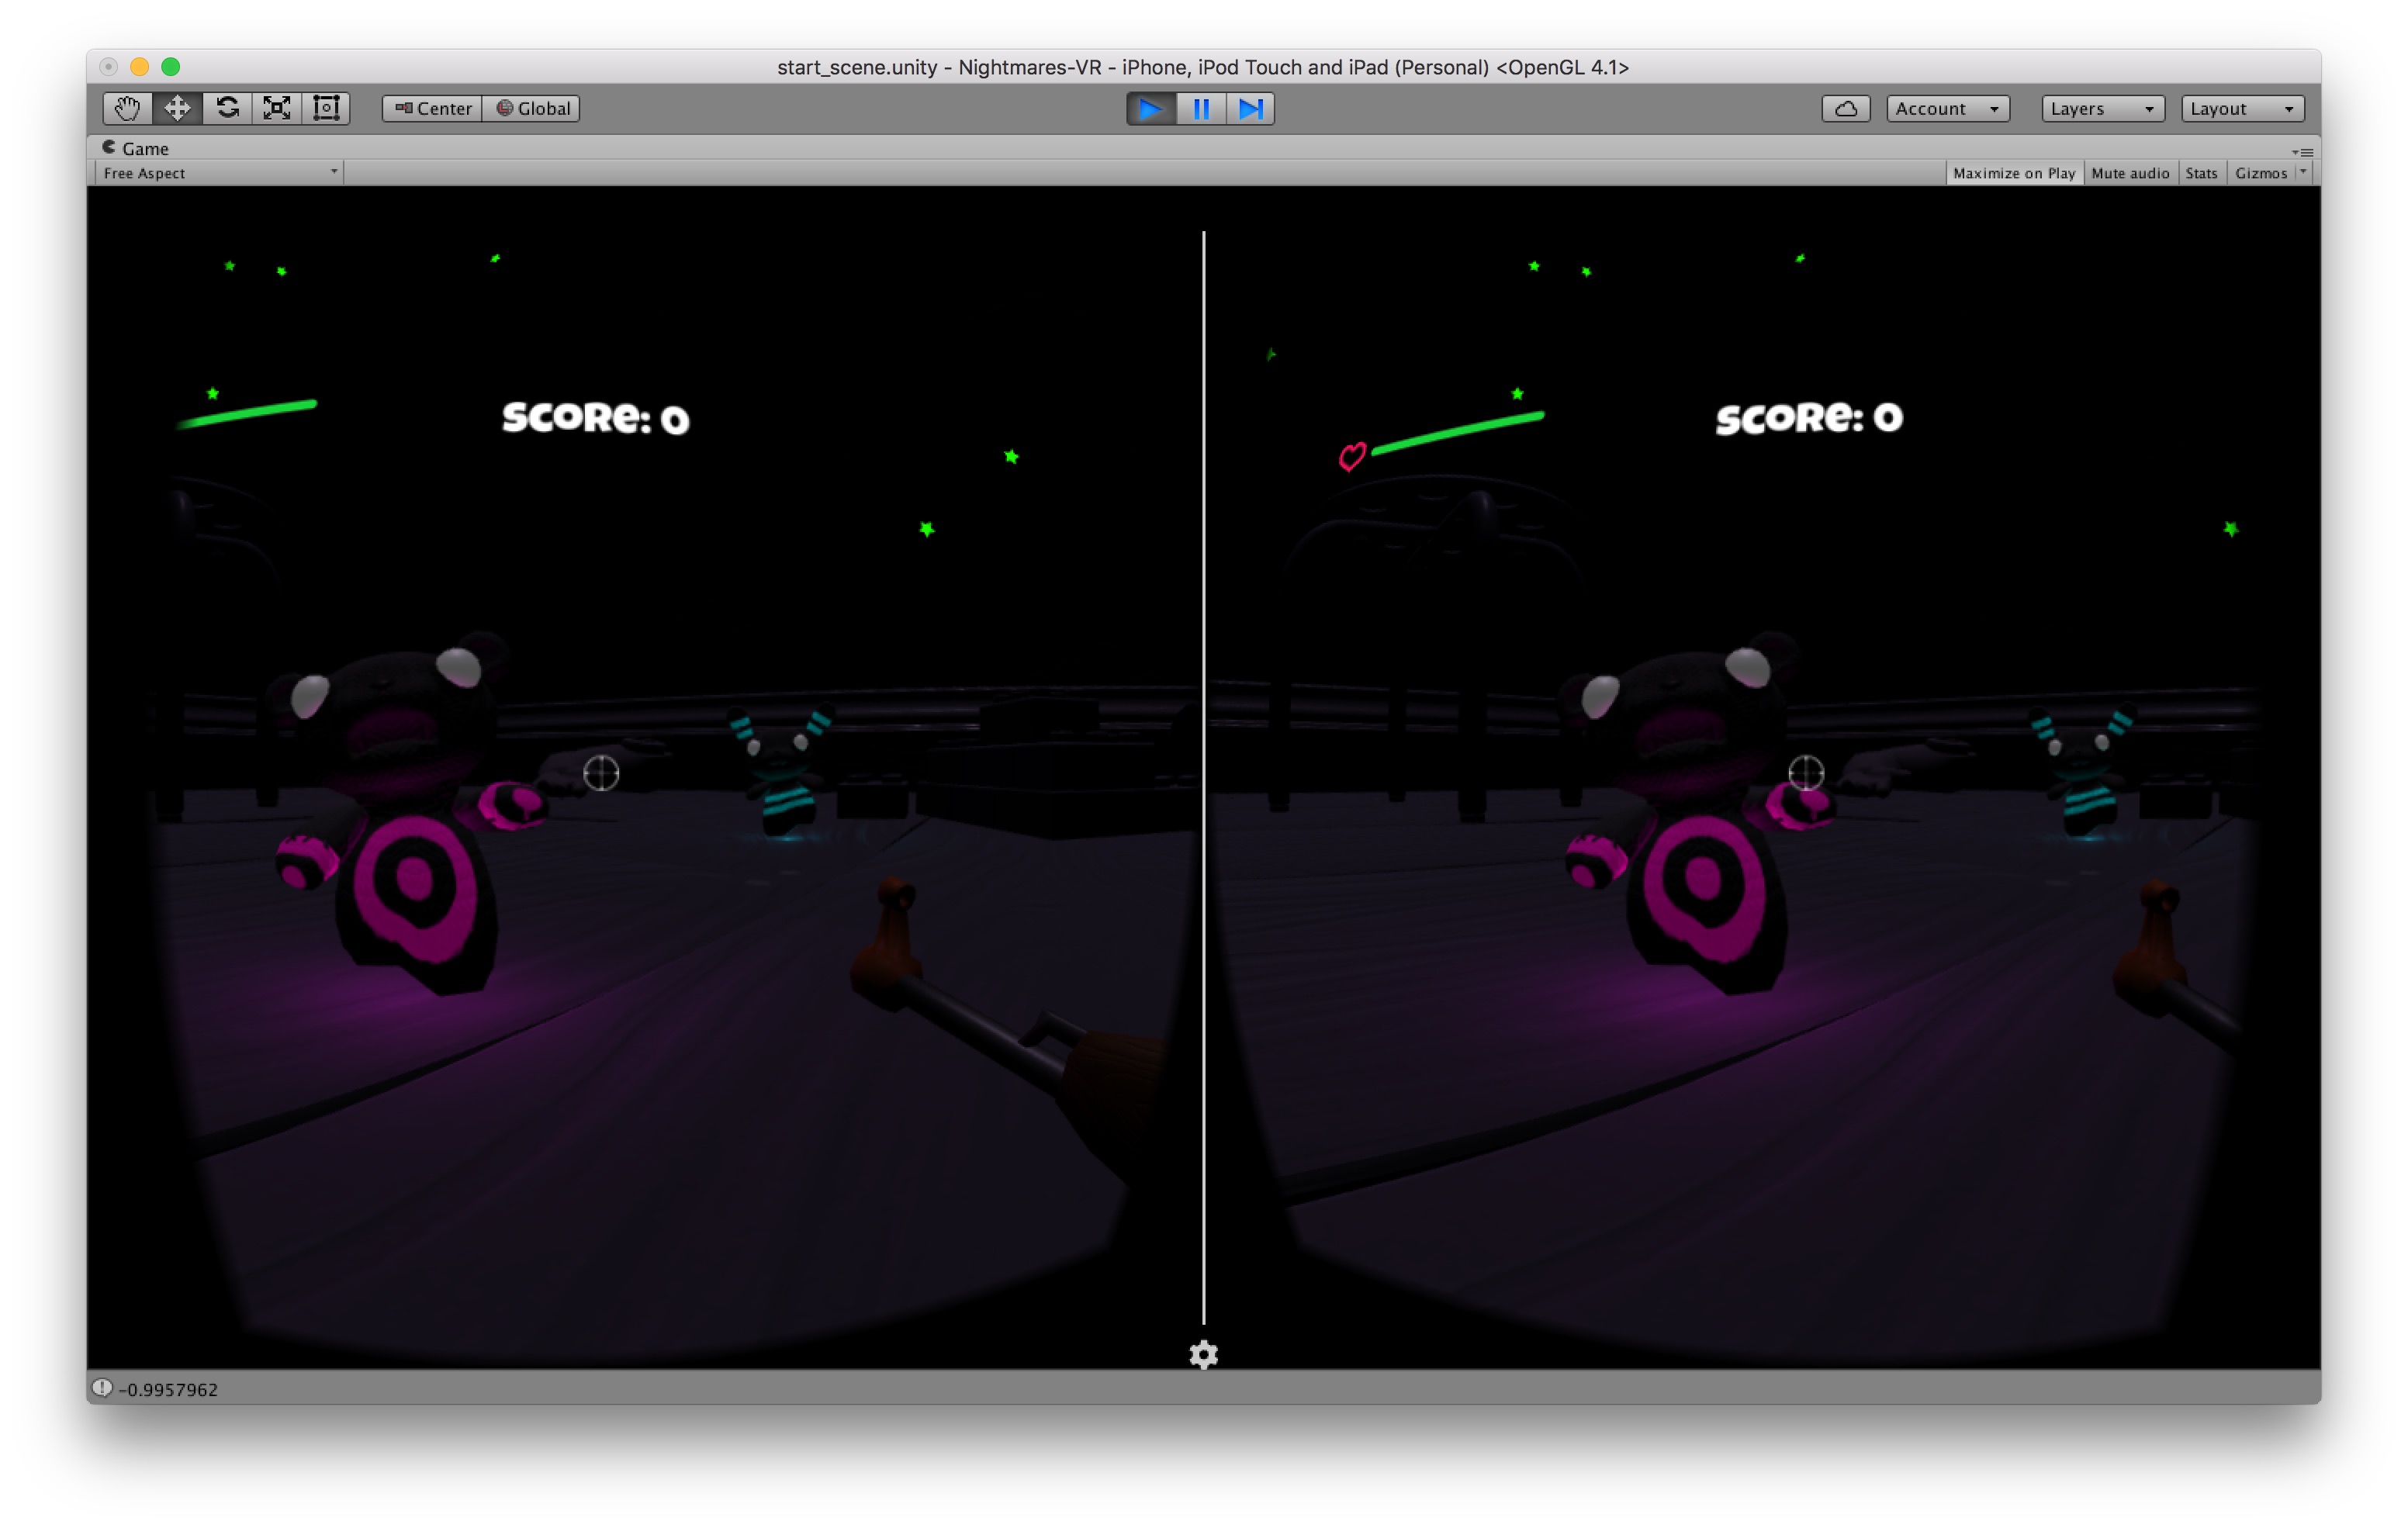 start_scene.unity - Nightmares-VR - iPhone, iPod Touch and iPad (Personal) <OpenGL 4.1>
Center Global Account Layers Layout
Game
Free Aspect Maximize on Play Mute audio Stats Gizmos
SCORe: 0 SCORe: 0
-0.9957962